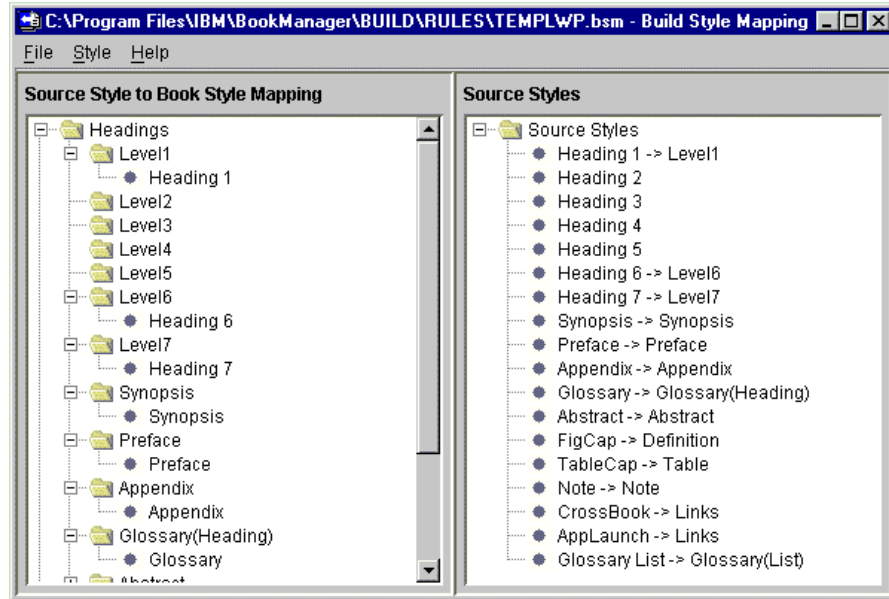 C:\Program Files\IBM\BookManager\BUILD\RULES\TEMPLWP.bsm - Build Style Mapping
File Style Help
Source Style to Book Style Mapping
Headings
Level1
Heading 1
Level2
Level3
Level4
Level5
Level6
Heading 6
Level7
Heading 7
Synopsis
Synopsis
Preface
Preface
Appendix
Appendix
Glossary(Heading)
Glossary
Abstract
Source Styles
Source Styles
Heading 1 -> Level1
Heading 2
Heading 3
Heading 4
Heading 5
Heading 6 -> Level6
Heading 7 -> Level7
Synopsis -> Synopsis
Preface -> Preface
Appendix -> Appendix
Glossary -> Glossary(Heading)
Abstract -> Abstract
FigCap -> Definition
TableCap -> Table
Note -> Note
CrossBook -> Links
AppLaunch -> Links
Glossary List -> Glossary(List)